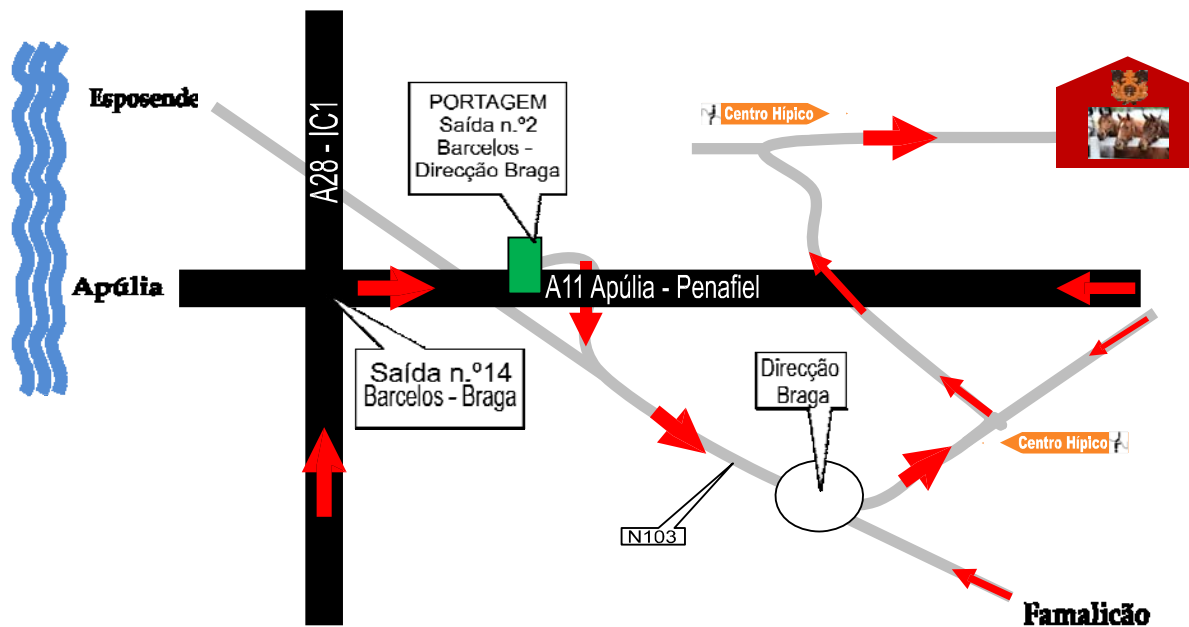 Esposende
A28 - IC1
PORTAGEM
Saída n.º2
Barcelos -
Direcção Braga
Centro Hípico
Apúlia
A11 Apúlia - Penafiel
Saída n.º14
Barcelos - Braga
Direcção
Braga
Centro Hípico
N103
Famalicão